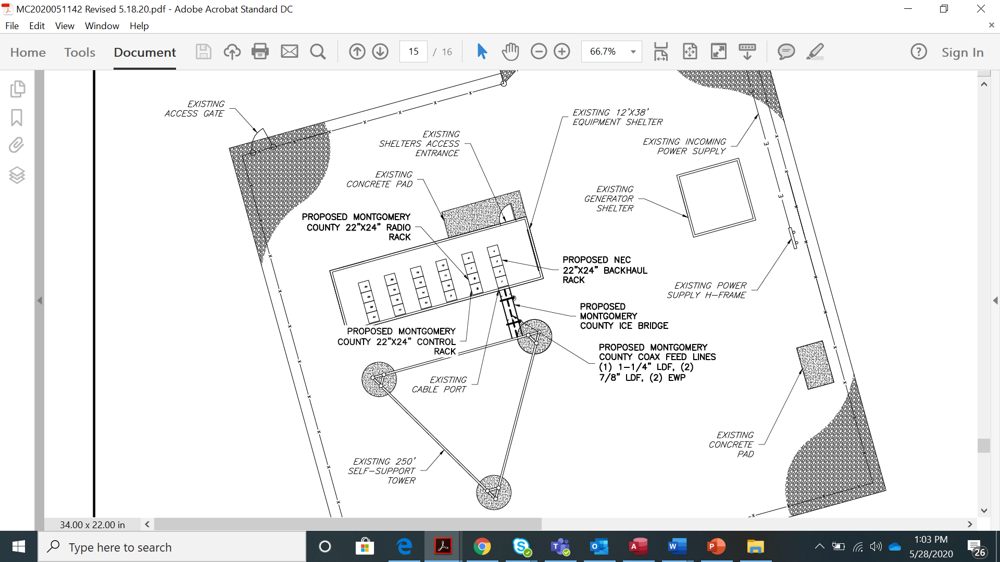 MC2020051142 Revised 5.18.20.pdf - Adobe Acrobat Standard DC
File Edit View Window Help
Home Tools Document 15 / 16 66.7% Sign In
EXISTING
ACCESS GATE
EXISTING
SHELTERS ACCESS
ENTRANCE
EXISTING 12'X38'
EQUIPMENT SHELTER
EXISTING INCOMING
POWER SUPPLY
EXISTING
CONCRETE PAD
EXISTING
GENERATOR
SHELTER
PROPOSED MONTGOMERY
COUNTY 22"X24" RADIO
RACK
PROPOSED NEC
22"X24" BACKHAUL
RACK
EXISTING POWER
SUPPLY H-FRAME
PROPOSED
MONTGOMERY
COUNTY ICE BRIDGE
PROPOSED MONTGOMERY
COUNTY 22"X24" CONTROL
RACK
PROPOSED MONTGOMERY
COUNTY COAX FEED LINES
(1) 1-1/4" LDF, (2)
7/8" LDF, (2) EWP
EXISTING
CABLE PORT
EXISTING
CONCRETE
PAD
EXISTING 250'
SELF-SUPPORT
TOWER
E
E
34.00 x 22.00 in
Type here to search
1:03 PM
5/28/2020
26